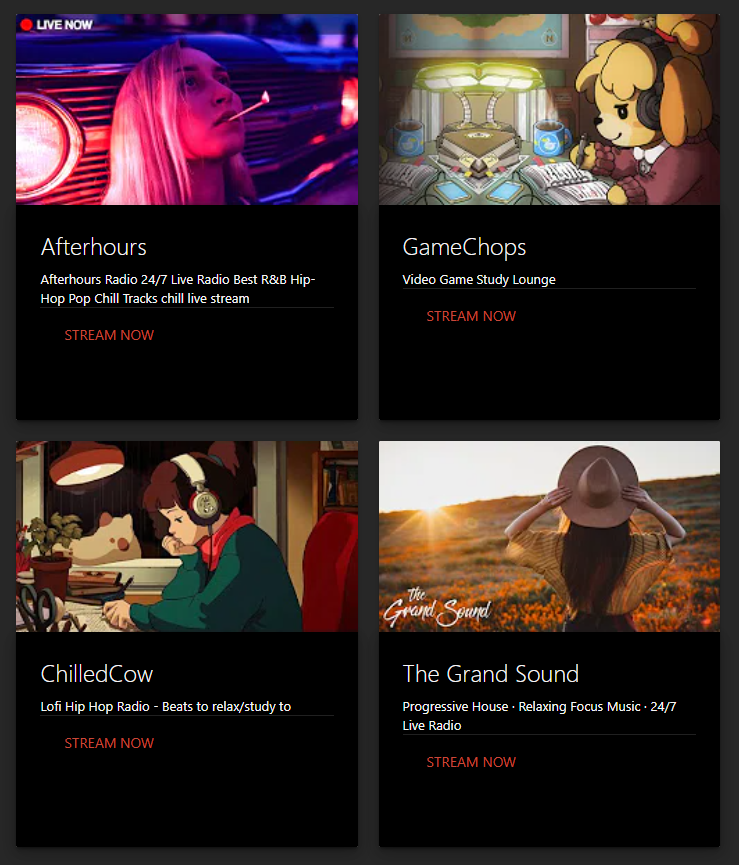 LIVE NOW
Afterhours
Afterhours Radio 24/7 Live Radio Best R&B Hip-
Hop Pop Chill Tracks chill live stream
STREAM NOW
GameChops
Video Game Study Lounge
STREAM NOW
ChilledCow
Lofi Hip Hop Radio - Beats to relax/study to
STREAM NOW
the
Grand Sound
The Grand Sound
Progressive House · Relaxing Focus Music · 24/7
Live Radio
STREAM NOW